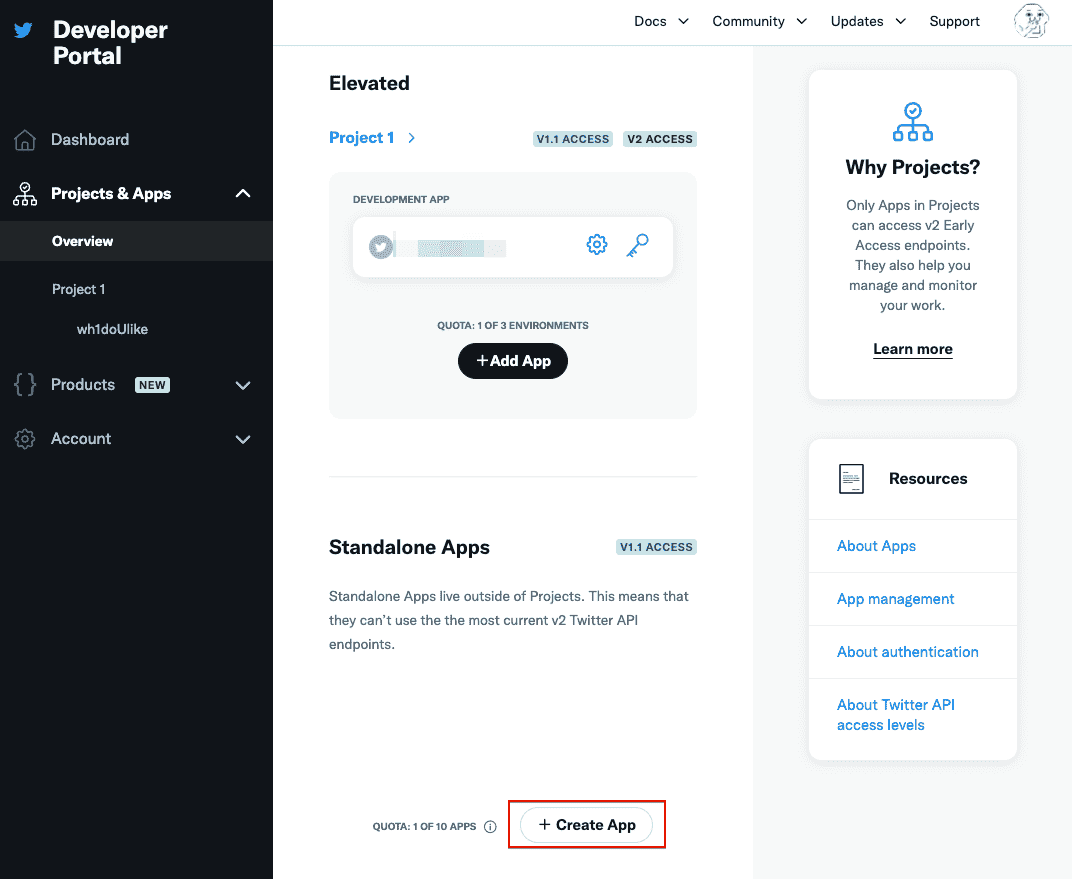 Developer
Portal
Docs
Community
Updates
Support
Dashboard
Projects & Apps
Overview
Project 1
wh1doUlike
Products NEW
Account
Elevated
Project 1
V1.1 ACCESS
V2 ACCESS
DEVELOPMENT APP
QUOTA: 1 OF 3 ENVIRONMENTS
+ Add App
Standalone Apps
V1.1 ACCESS
Standalone Apps live outside of Projects. This means that
they can't use the the most current v2 Twitter API
endpoints.
QUOTA: 1 OF 10 APPS
+ Create App
Why Projects?
Only Apps in Projects
can access v2 Early
Access endpoints.
They also help you
manage and monitor
your work.
Learn more
Resources
About Apps
App management
About authentication
About Twitter API
access levels